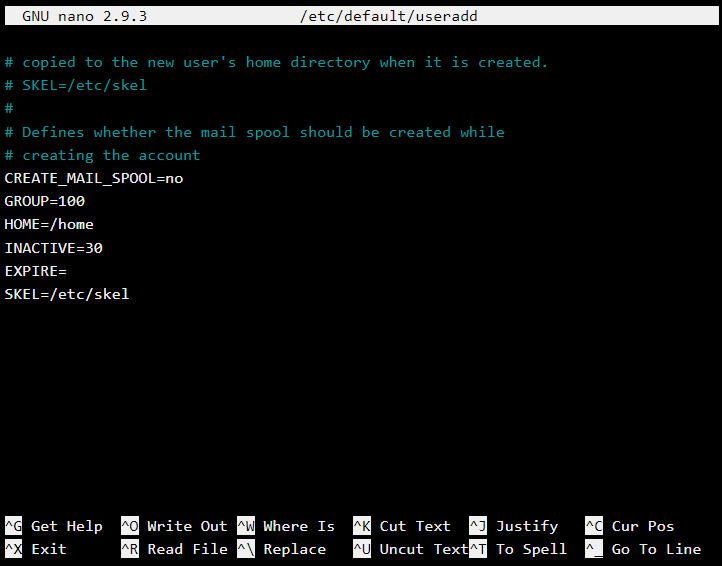 GNU nano 2.9.3 /etc/default/useradd
# copied to the new user's home directory when it is created.
# SKEL=/etc/skel
#
# Defines whether the mail spool should be created while
# creating the account
CREATE_MAIL_SPOOL=no
GROUP=100
HOME=/home
INACTIVE=30
EXPIRE=
SKEL=/etc/skel
^G Get Help ^O Write Out ^W Where Is ^K Cut Text ^J Justify ^C Cur Pos
^X Exit ^R Read File ^\ Replace ^U Uncut Text^T To Spell ^_ Go To Line